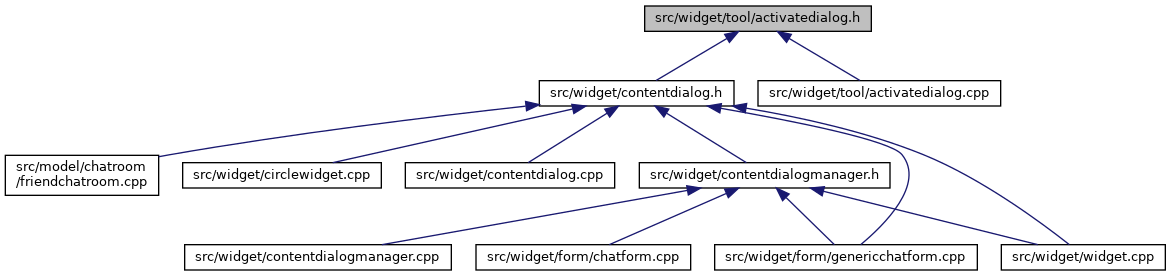 src/widget/tool/activatedialog.h
src/widget/contentdialog.h
src/widget/tool/activatedialog.cpp
src/model/chatroom
/friendchatroom.cpp
src/widget/circlewidget.cpp
src/widget/contentdialog.cpp
src/widget/contentdialogmanager.h
src/widget/contentdialogmanager.cpp
src/widget/form/chatform.cpp
src/widget/form/genericchatform.cpp
src/widget/widget.cpp